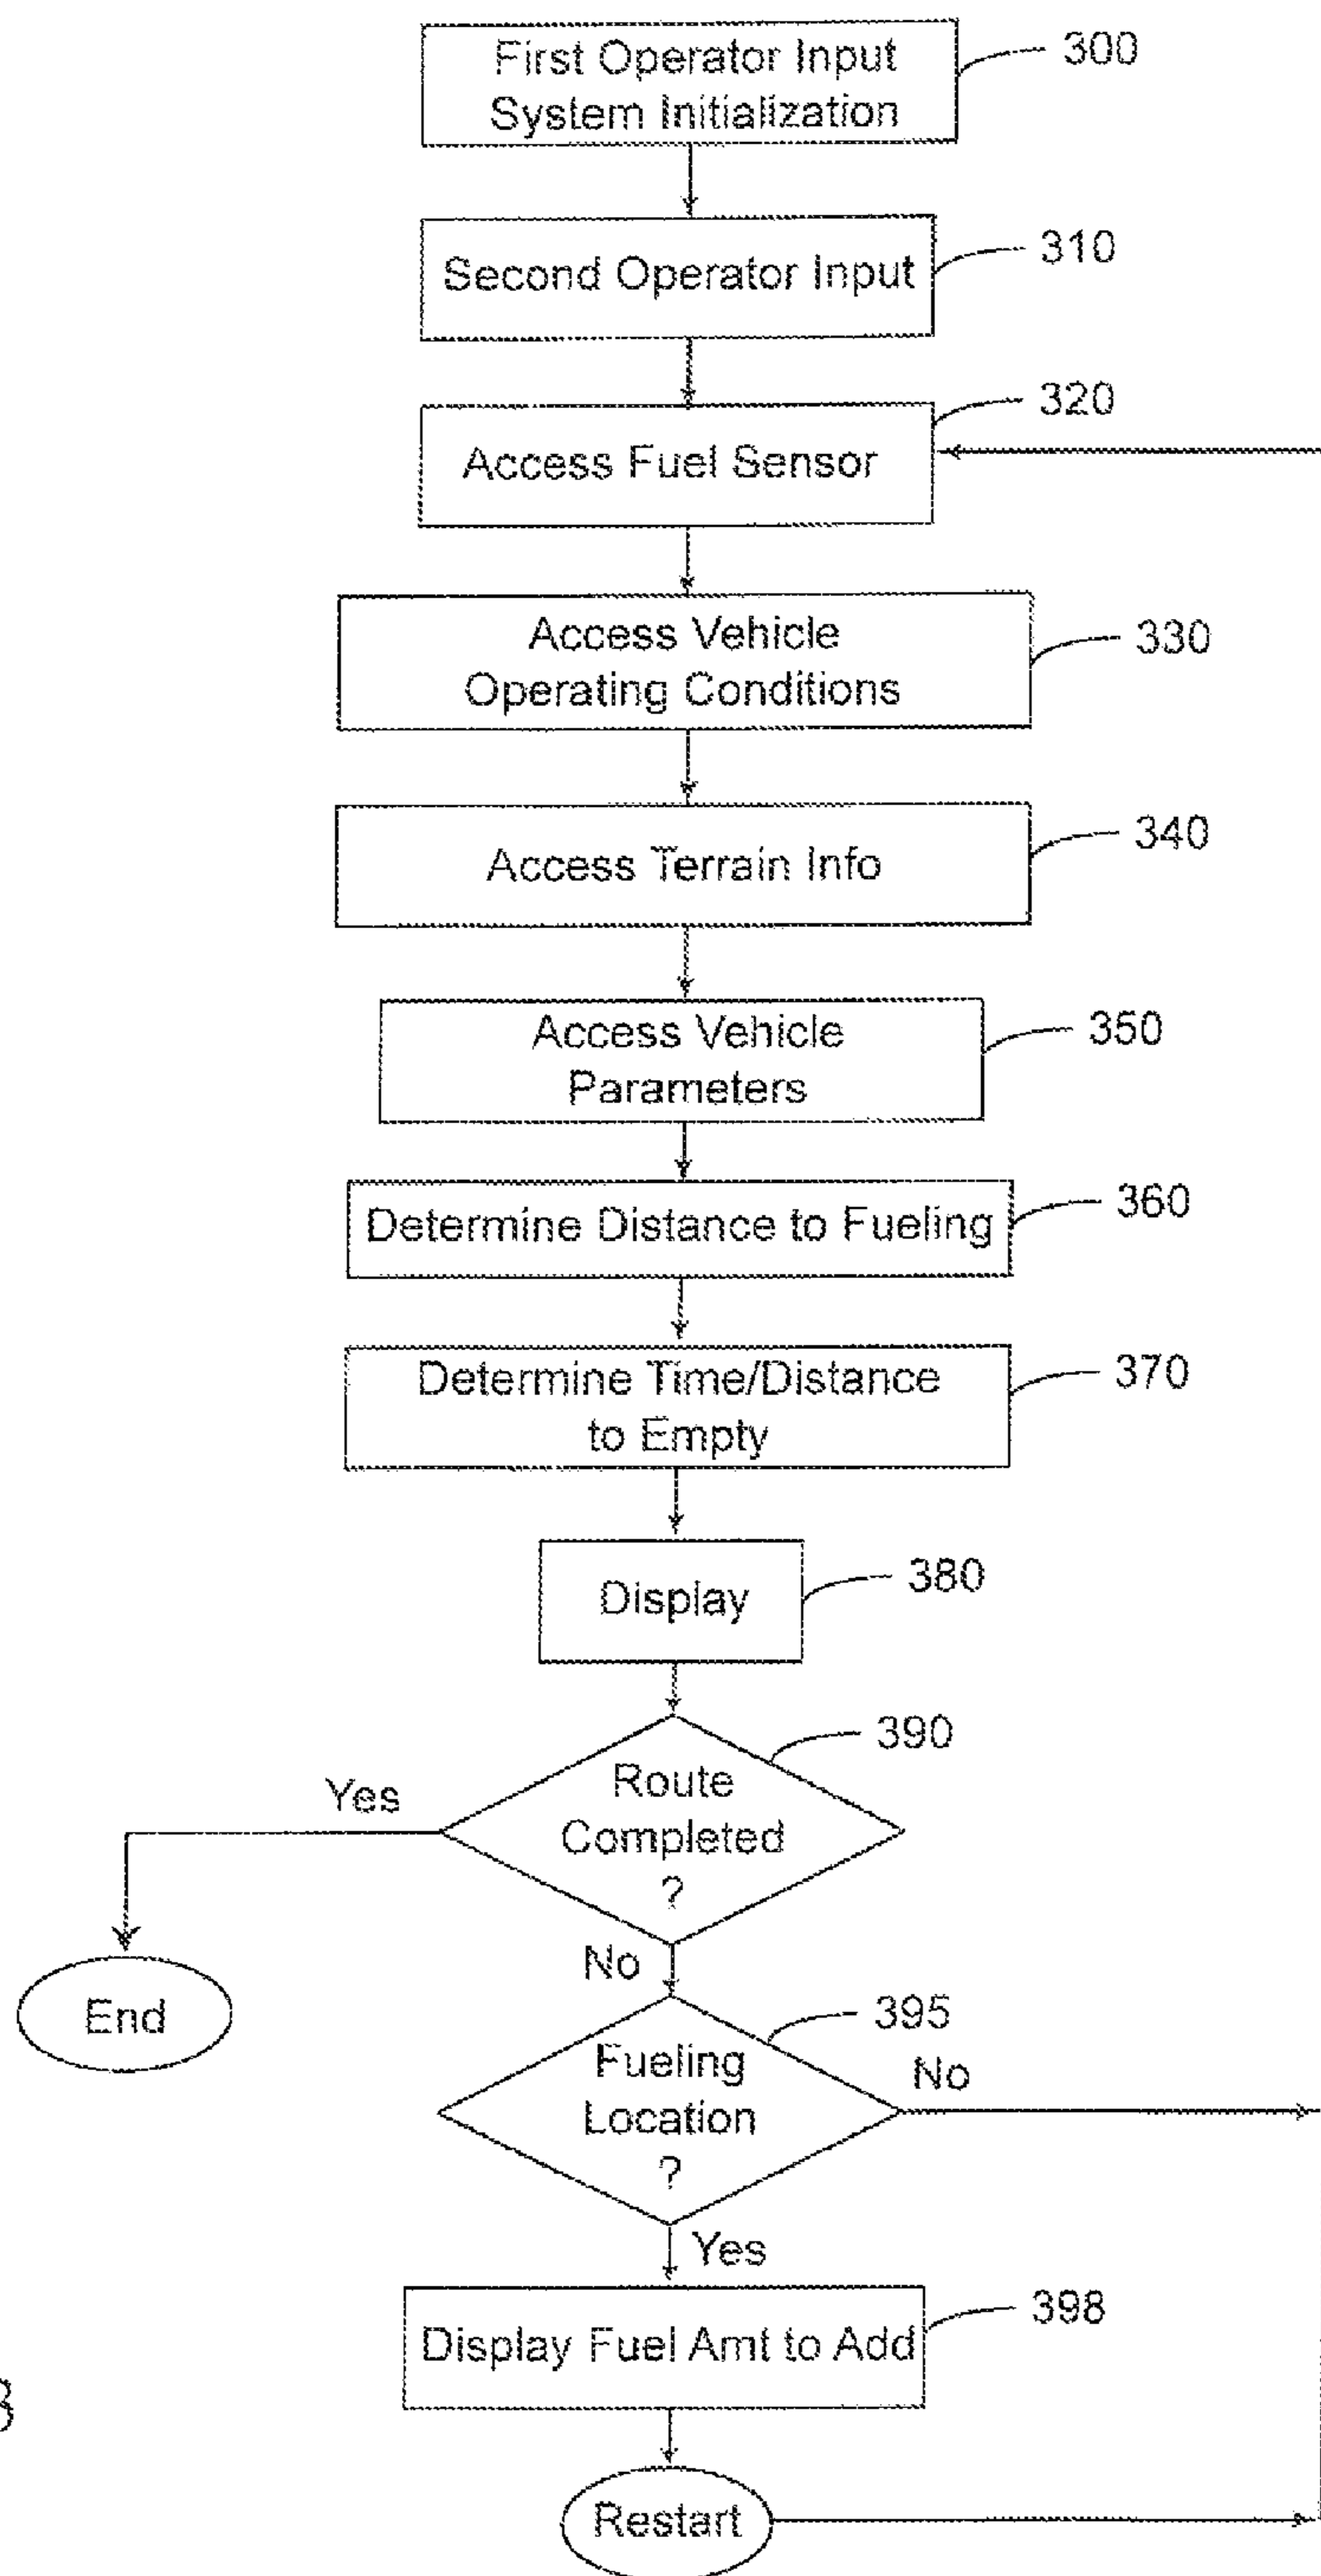 First Operator Input
System Initialization
300
Second Operator Input
310
320
Access Fuel Sensor
Access Vehicle
Operating Conditions
330
340
Access Terrain Info
Access Vehicle
Parameters
350
Determine Distance to Fueling
360
Determine Time/Distance
to Empty
370
Display
380
390
Route
Completed
?
Yes
End
No
395
Fueling
Location
?
No
Yes
Display Fuel Amt to Add
398
Restart